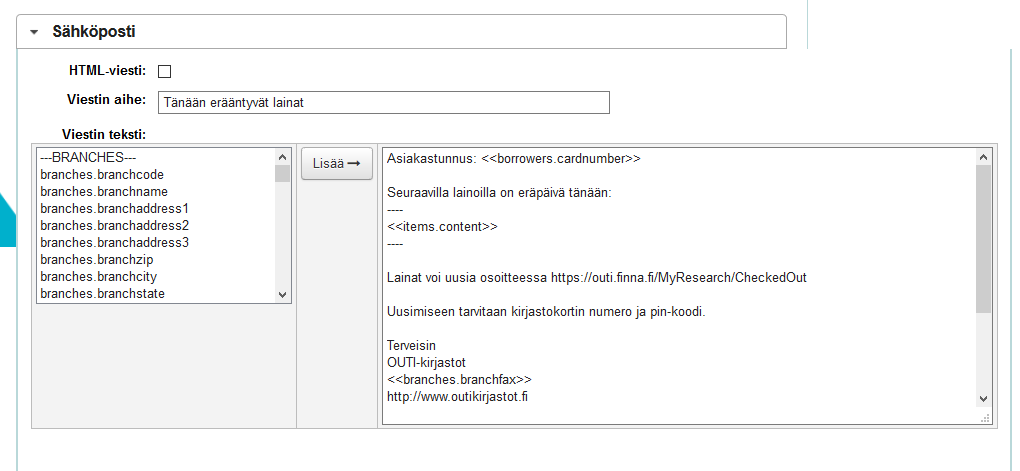 Sähköposti
HTML-viesti:
Viestin aihe: Tänään erääntyvät lainat
Viestin teksti:
---BRANCHES---
branches.branchcode
branches.branchname
branches.branchaddress1
branches.branchaddress2
branches.branchaddress3
branches.branchzip
branches.branchcity
branches.branchstate
Lisää →
Asiakastunnus: <<borrowers.cardnumber>>
Seuraavilla lainoilla on eräpäivä tänään:
----
<<items.content>>
----
Lainat voi uusia osoitteessa https://outi.finna.fi/MyResearch/CheckedOut
Uusimiseen tarvitaan kirjastokortin numero ja pin-koodi.
Terveisin
OUTI-kirjastot
<<branches.branchfax>>
http://www.outikirjastot.fi